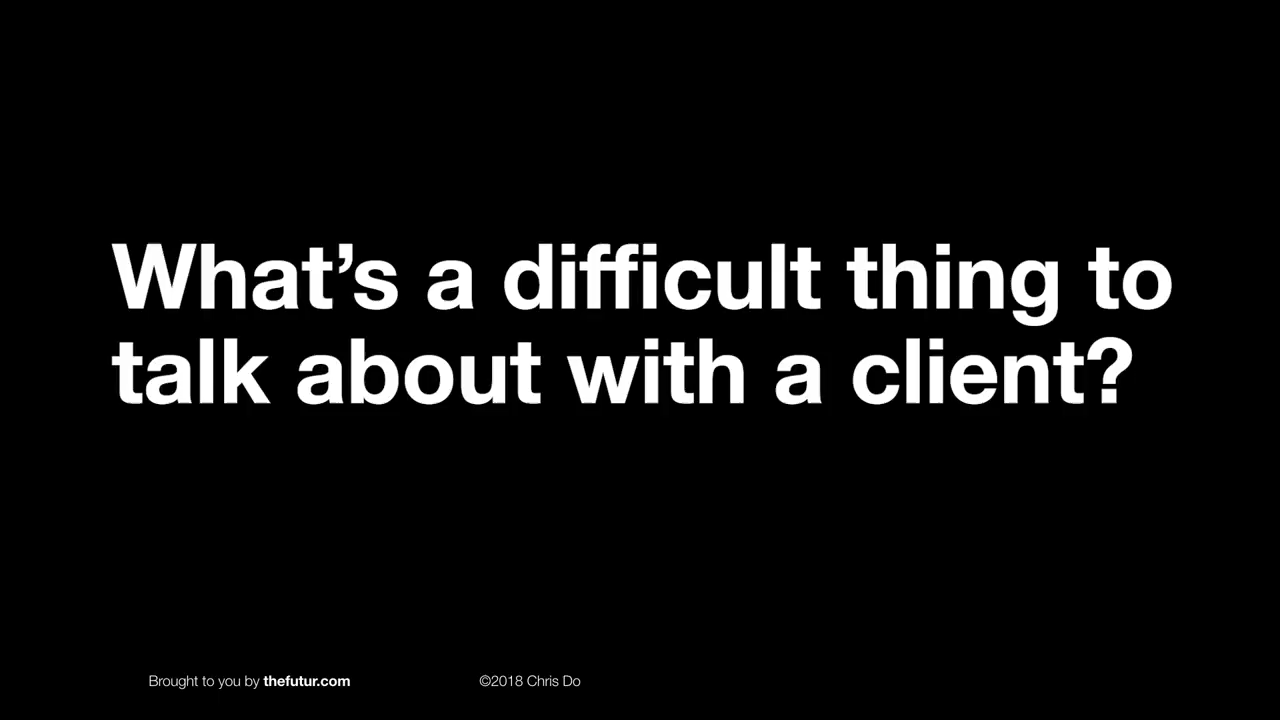 What’s a difficult thing to
talk about with a client?
Brought to you by thefutur.com
©2018 Chris Do